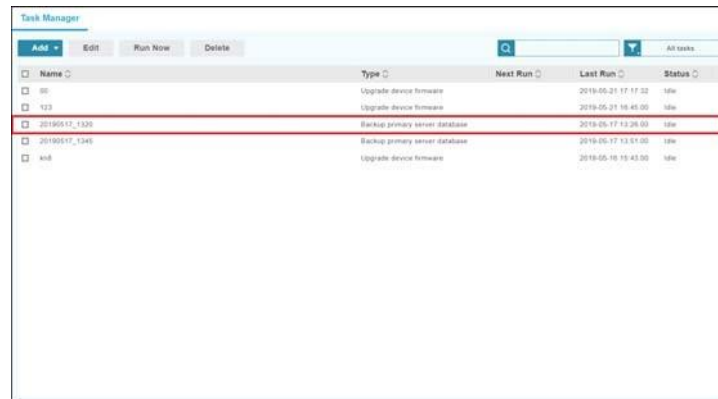 Task Manager
Add Edit Run Now Delete All tasks
Name Type Next Run Last Run Status
00 Upgrade device firmware 2019-05-21 17:17:32 Idle
123 Upgrade device firmware 2019-05-21 16:45:00 Idle
20190517_1320 Backup primary server database 2019-05-17 13:26:00 Idle
20190517_1345 Backup primary server database 2019-05-17 13:51:00 Idle
Upgrade device firmware 2019-05-16 15:43:00 Idle